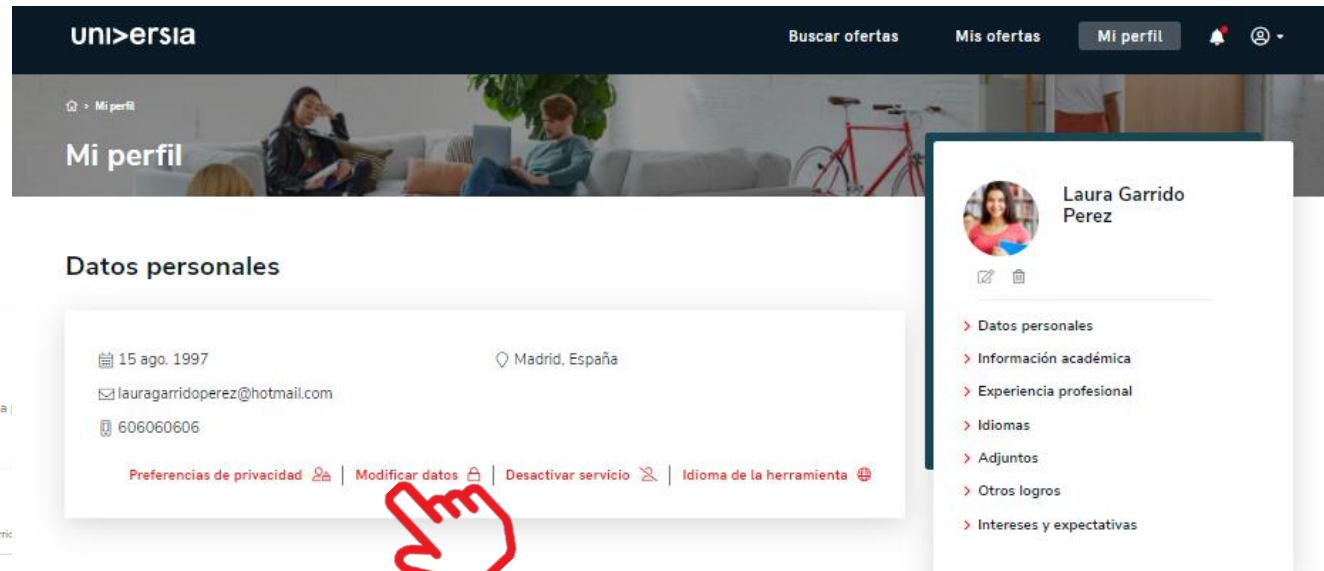 uni>ersia
Buscar ofertas
Mis ofertas
Mi perfil
> Mi perfil
Mi perfil
Datos personales
15 ago. 1997
Madrid, España
lauragarridoperez@hotmail.com
606060606
Preferencias de privacidad | Modificar datos | Desactivar servicio | Idioma de la herramienta
Laura Garrido
Perez
> Datos personales
> Información académica
> Experiencia profesional
> Idiomas
> Adjuntos
> Otros logros
> Intereses y expectativas